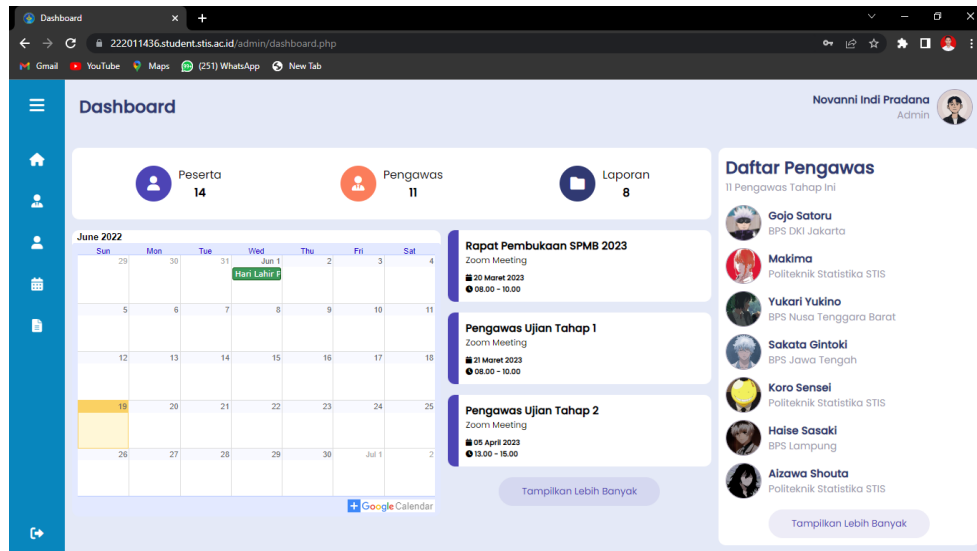 Dashboard
222011436.student.stis.ac.id/admin/dashboard.php
Gmail YouTube Maps (251) WhatsApp New Tab
Dashboard
Novanni Indi Pradana
Admin
Peserta
14
Pengawas
11
Laporan
8
June 2022
Sun Mon Tue Wed Thu Fri Sat
29 30 31 Jun 1 2 3 4
Hari Lahir P
5 6 7 8 9 10 11
12 13 14 15 16 17 18
19 20 21 22 23 24 25
26 27 28 29 30 Jul 1 2
Google Calendar
Rapat Pembukaan SPMB 2023
Zoom Meeting
20 Maret 2023
08.00 - 10.00
Pengawas Ujian Tahap 1
Zoom Meeting
21 Maret 2023
08.00 - 10.00
Pengawas Ujian Tahap 2
Zoom Meeting
05 April 2023
13.00 - 15.00
Tampilkan Lebih Banyak
Daftar Pengawas
11 Pengawas Tahap Ini
Gojo Satoru
BPS DKI Jakarta
Makima
Politeknik Statistika STIS
Yukari Yukino
BPS Nusa Tenggara Barat
Sakata Gintoki
BPS Jawa Tengah
Koro Sensei
Politeknik Statistika STIS
Haise Sasaki
BPS Lampung
Aizawa Shouta
Politeknik Statistika STIS
Tampilkan Lebih Banyak